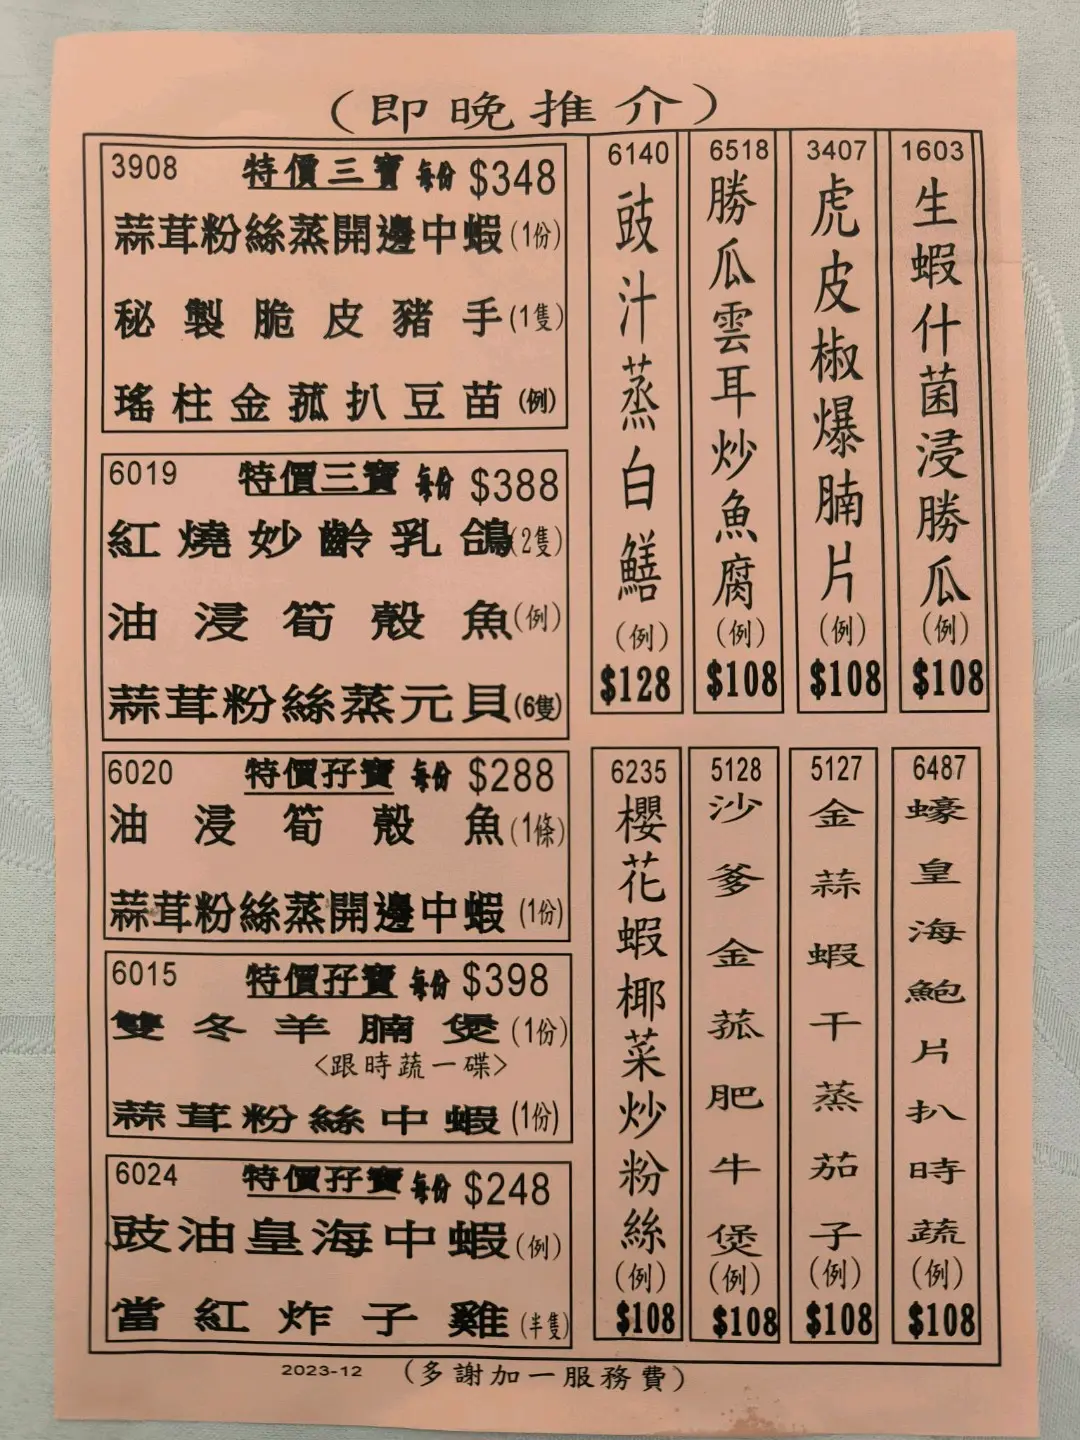 (即晚推介)
3908 特價三寶 每份 $348
蒜茸粉絲蒸開邊中蝦(1份)
秘製脆皮豬手(1隻)
瑤柱金菰扒豆苗(例)
6019 特價三寶 每份 $388
紅燒妙齡乳鴿(2隻)
油浸筍殼魚(例)
蒜茸粉絲蒸元貝(6隻)
6020 特價孖寶 每份 $288
油浸筍殼魚(1條)
蒜茸粉絲蒸開邊中蝦(1份)
6015 特價孖寶 每份 $398
雙冬羊腩煲(1份)
<跟時蔬一碟>
蒜茸粉絲中蝦(1份)
6024 特價孖寶 每份 $248
豉油皇海中蝦(例)
當紅炸子雞(半隻)
6140
豉汁蒸白鱔
(例)
$128
6518
勝瓜雲耳炒魚腐
(例)
$108
3407
虎皮椒爆腩片
(例)
$108
1603
生蝦什菌浸勝瓜
(例)
$108
6235
櫻花蝦椰菜炒粉絲
(例)
$108
5128
沙爹金菰肥牛煲
(例)
$108
5127
金蒜蝦干蒸茄子
(例)
$108
6487
蠔皇海鮑片扒時蔬
(例)
$108
2023-12 (多謝加一服務費)